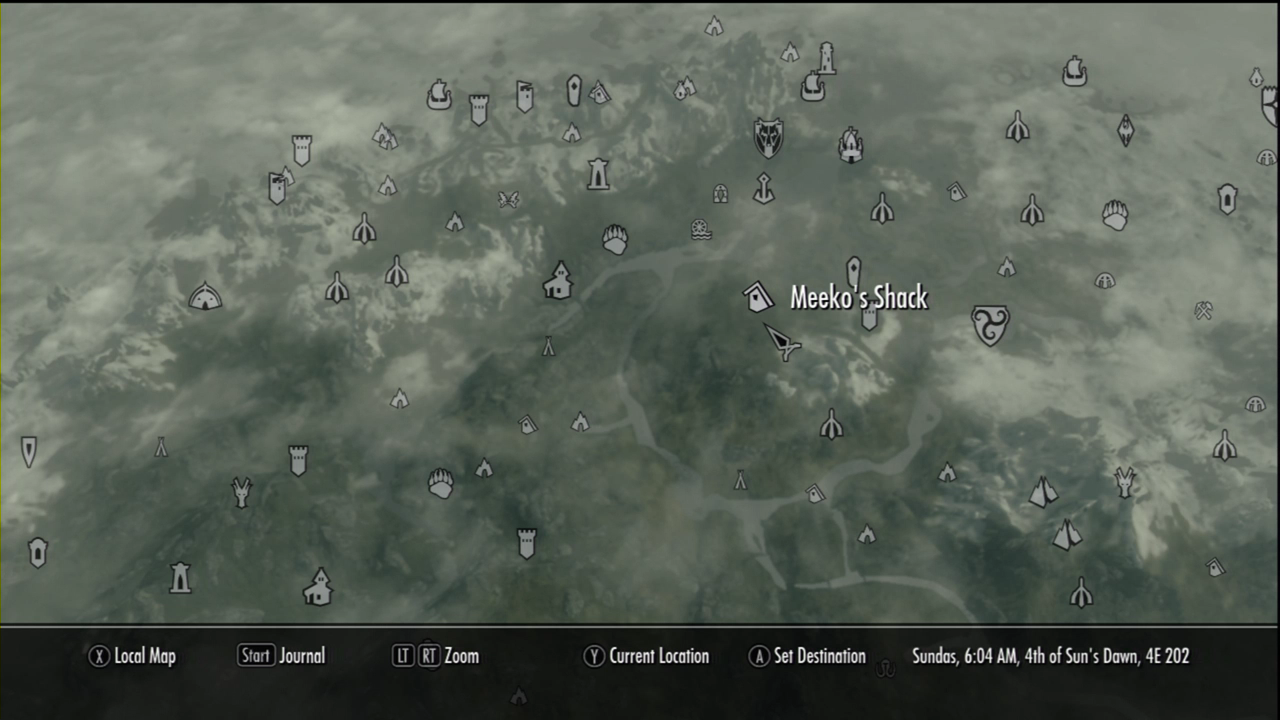 Meeko's Shack
X Local Map
Start Journal
LT RT Zoom
Y Current Location
A Set Destination
Sundas, 6:04 AM, 4th of Sun's Dawn, 4E 202